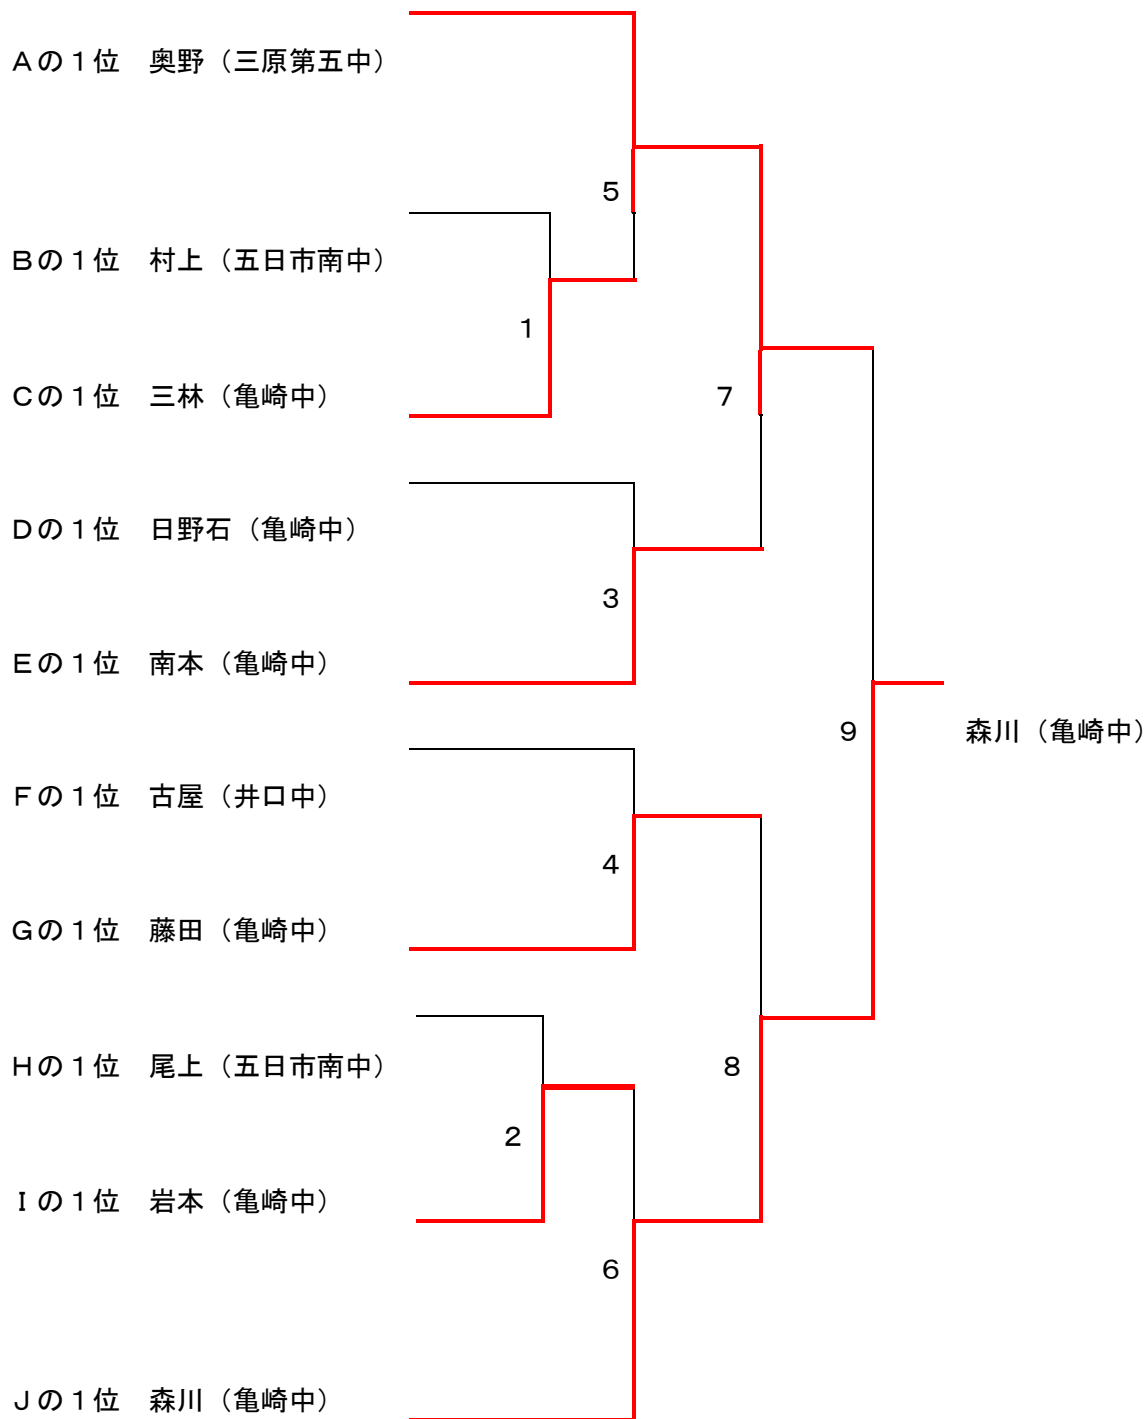 Aの１位　奥野（三原第五中）
5
Bの１位　村上（五日市南中）
1
Cの１位　三林（亀崎中）
7
Dの１位　日野石（亀崎中）
3
Eの１位　南本（亀崎中）
9　森川（亀崎中）
Fの１位　古屋（井口中）
4
Gの１位　藤田（亀崎中）
Hの１位　尾上（五日市南中）
8
2
Iの１位　岩本（亀崎中）
6
Jの１位　森川（亀崎中）